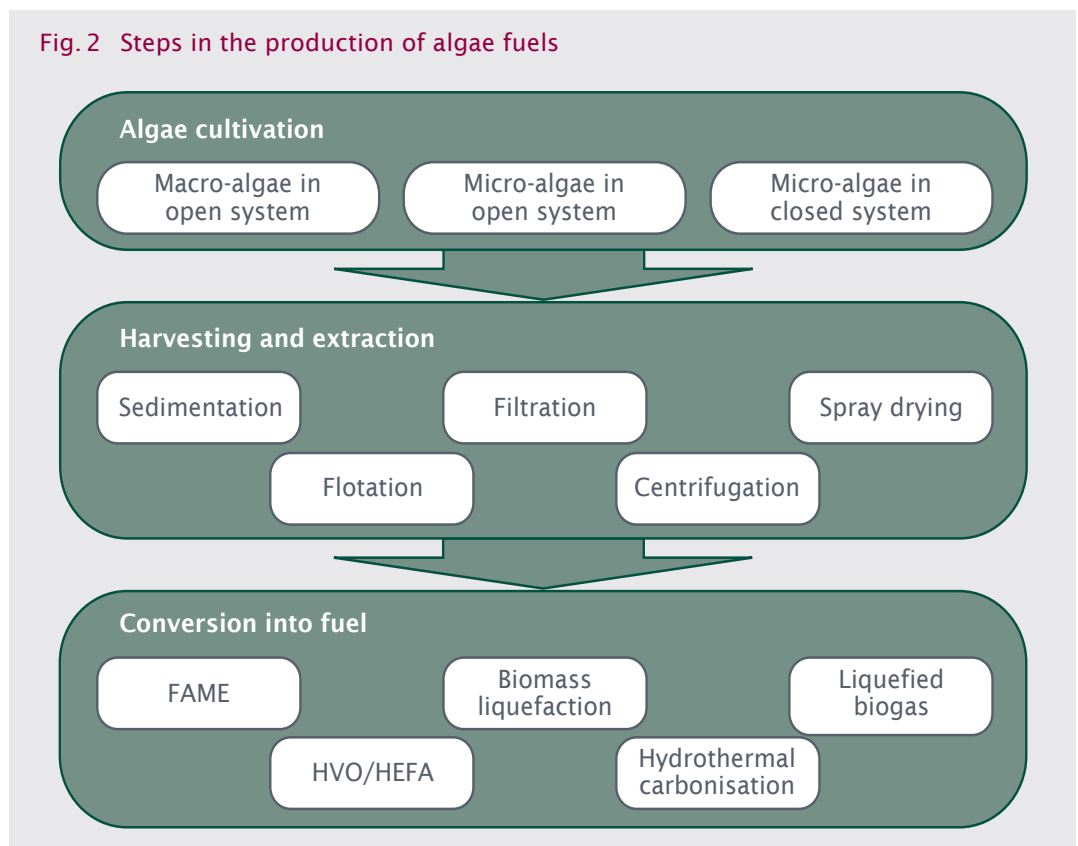 Fig. 2 Steps in the production of algae fuels
Algae cultivation
Macro-algae in
open system
Micro-algae in
open system
Micro-algae in
closed system
Harvesting and extraction
Sedimentation
Filtration
Spray drying
Flotation
Centrifugation
Conversion into fuel
FAME
Biomass
liquefaction
Liquefied
biogas
HVO/HEFA
Hydrothermal
carbonisation